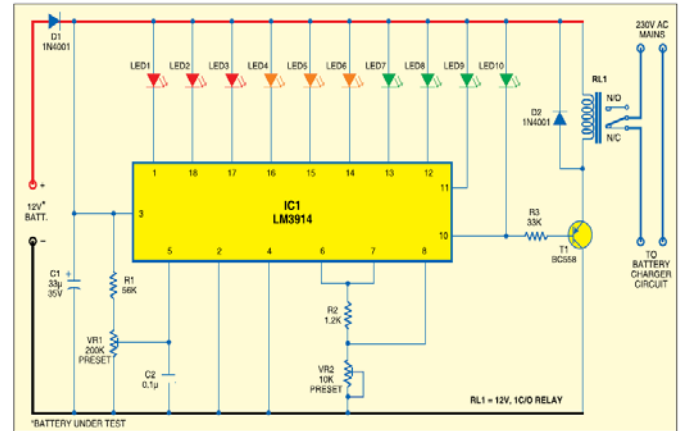 D1
1N4001
LED1
LED2
LED3
LED4
LED5
LED6
LED7
LED8
LED9
LED10
230V AC
MAINS
RL1
N/O
N/C
D2
1N4001
1
18
17
16
15
14
13
12
11
10
IC1
LM3914
3
5
2
4
6
7
8
+
12V*
BATT.
–
R3
33K
T1
BC558
TO
BATTERY
CHARGER
CIRCUIT
C1
33µ
35V
+
R1
56K
VR1
200K
PRESET
C2
0.1µ
R2
1.2K
VR2
10K
PRESET
RL1 = 12V, 1C/O RELAY
*BATTERY UNDER TEST